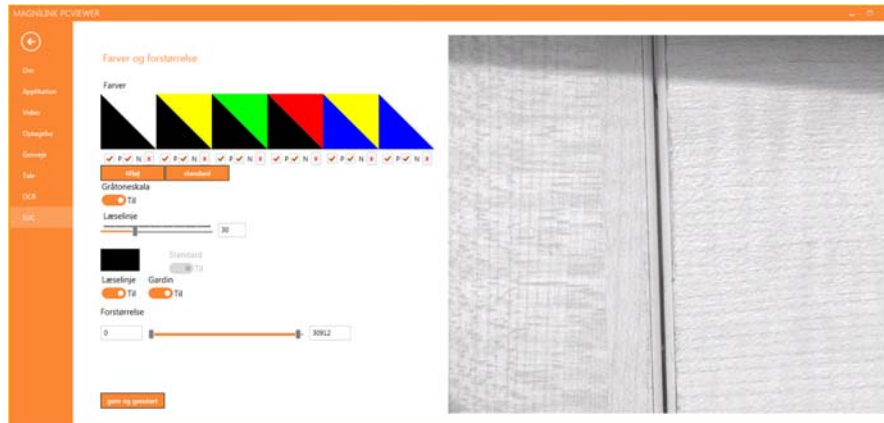 MAGNILINK PCVIEWER
Om
Applikation
Video
Optagelse
Genveje
Tale
OCR
SUC
Farver og forstørrelse
Farver
P N X P N X P N X P N X P N X P N X
tilføj standard
Gråtoneskala
Til
Læselinje
30
Standard
Til
Læselinje Gardin
Til Til
Forstørrelse
0 30912
gem og genstart